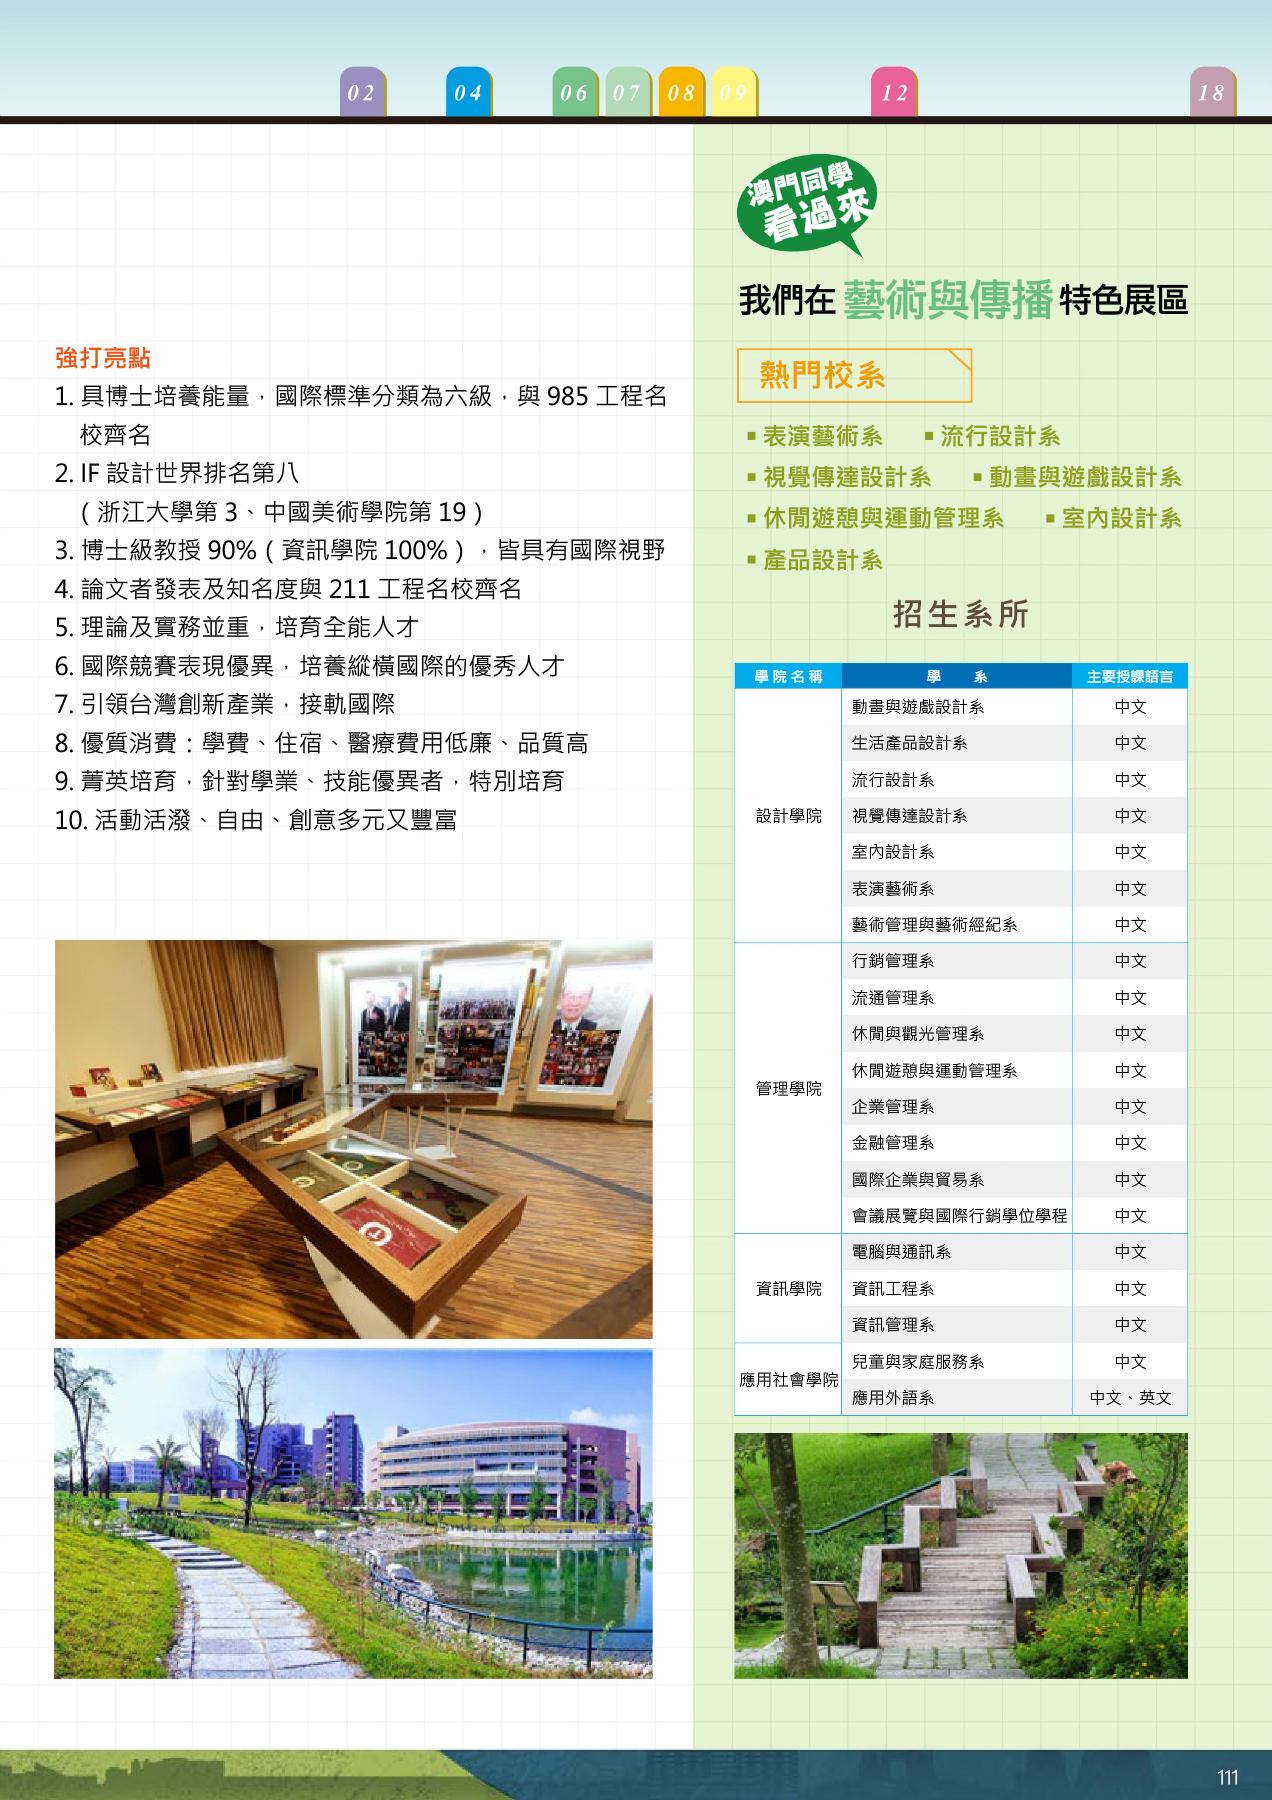 02
04
06
07
08
09
12
18
強打亮點
1. 具博士培養能量，國際標準分類為六級，與 985 工程名
校齊名
2. IF 設計世界排名第八
( 浙江大學第 3、中國美術學院第 19 )
3. 博士級教授 90% ( 資訊學院 100% ) ，皆具有國際視野
4. 論文者發表及知名度與 211 工程名校齊名
5. 理論及實務並重，培育全能人才
6. 國際競賽表現優異，培養縱橫國際的優秀人才
7. 引領台灣創新產業，接軌國際
8. 優質消費：學費、住宿、醫療費用低廉、品質高
9. 菁英培育，針對學業、技能優異者，特別培育
10. 活動活潑、自由、創意多元又豐富
澳門同學
看過來
我們在 藝術與傳播 特色展區
熱門校系
▪ 表演藝術系 ▪ 流行設計系
▪ 視覺傳達設計系 ▪ 動畫與遊戲設計系
▪ 休閒遊憩與運動管理系 ▪ 室內設計系
▪ 產品設計系
招生系所
學院名稱 學系 主要授課語言
設計學院
動畫與遊戲設計系 中文
生活產品設計系 中文
流行設計系 中文
視覺傳達設計系 中文
室內設計系 中文
表演藝術系 中文
藝術管理與藝術經紀系 中文
管理學院
行銷管理系 中文
流通管理系 中文
休閒與觀光管理系 中文
休閒遊憩與運動管理系 中文
企業管理系 中文
金融管理系 中文
國際企業與貿易系 中文
會議展覽與國際行銷學位學程 中文
資訊學院
電腦與通訊系 中文
資訊工程系 中文
資訊管理系 中文
應用社會學院
兒童與家庭服務系 中文
應用外語系 中文、英文
111